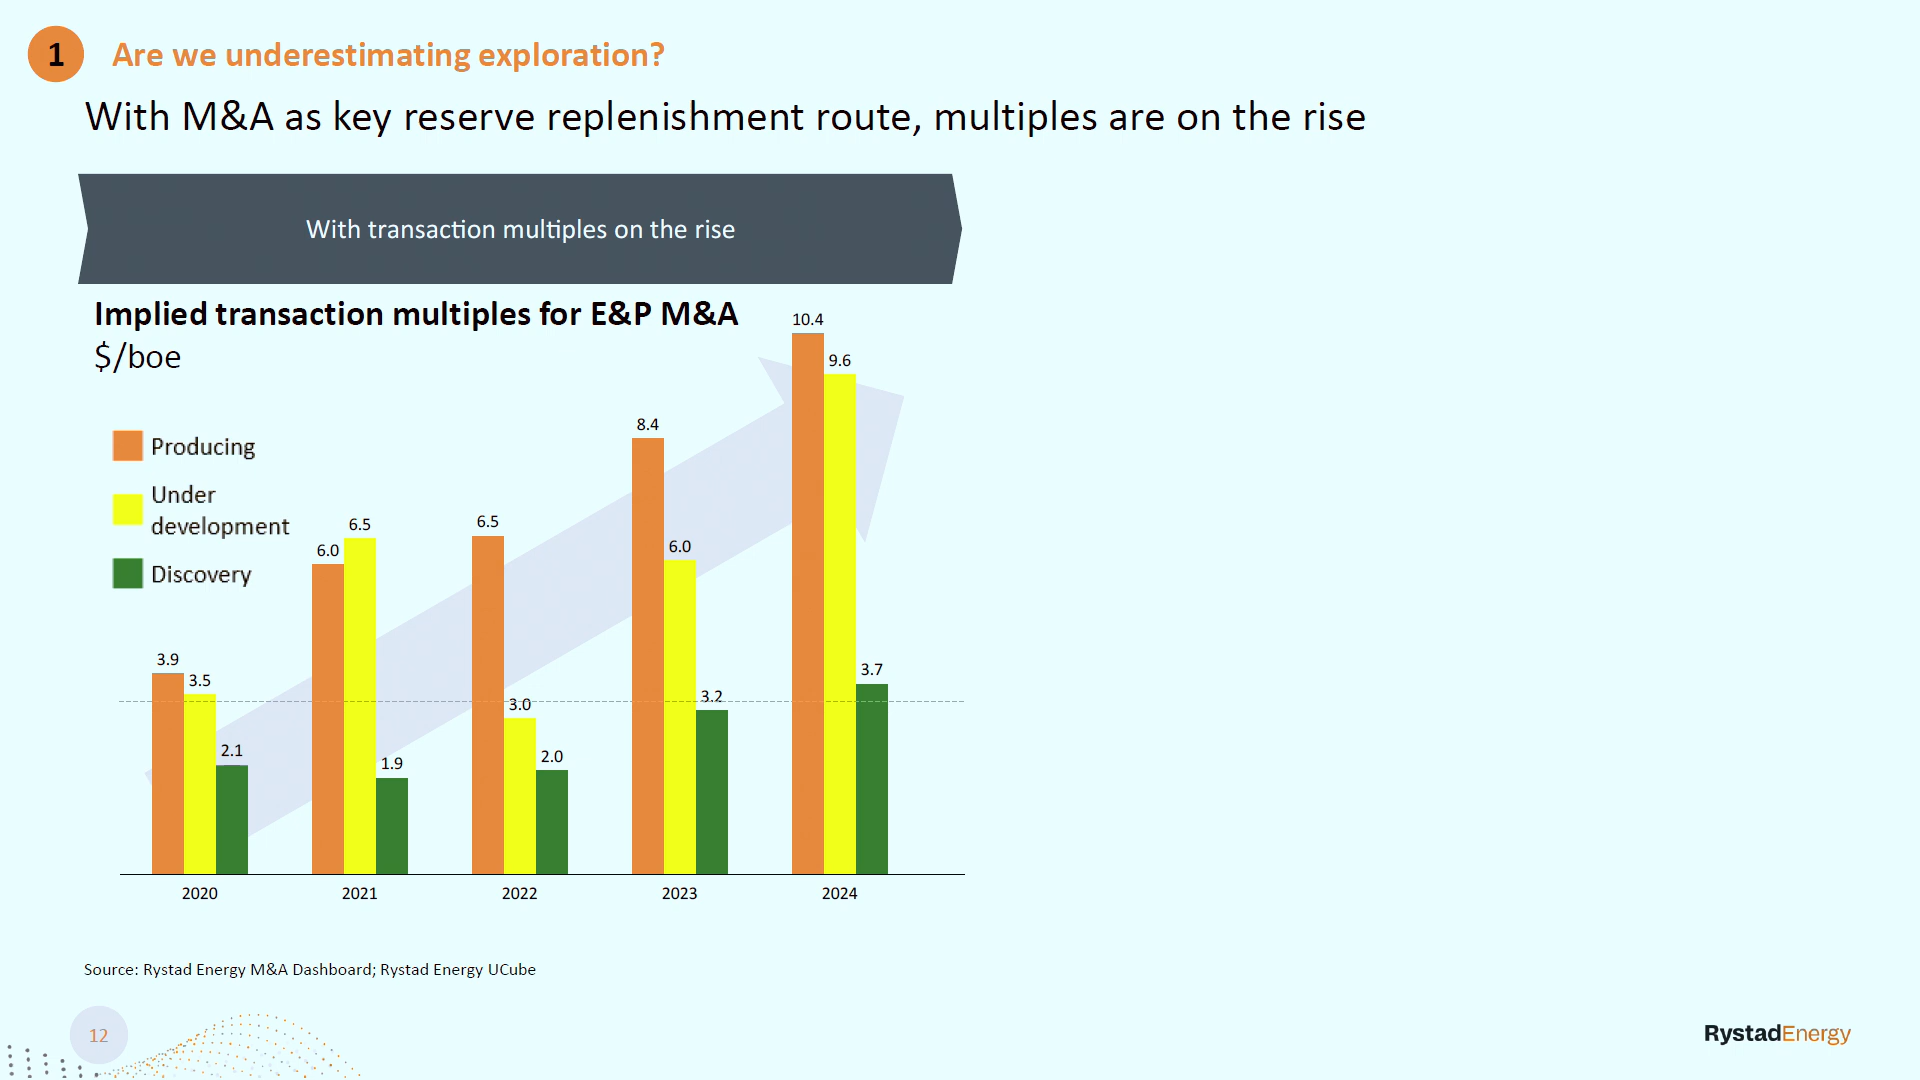 1
Are we underestimating exploration?
With M&A as key reserve replenishment route, multiples are on the rise
With transaction multiples on the rise
Implied transaction multiples for E&P M&A
$/boe
Producing
Under
development
Discovery
3.9
3.5
2.1
6.0
6.5
1.9
6.5
3.0
2.0
8.4
6.0
3.2
10.4
9.6
3.7
2020
2021
2022
2023
2024
Source: Rystad Energy M&A Dashboard; Rystad Energy UCube
12
RystadEnergy